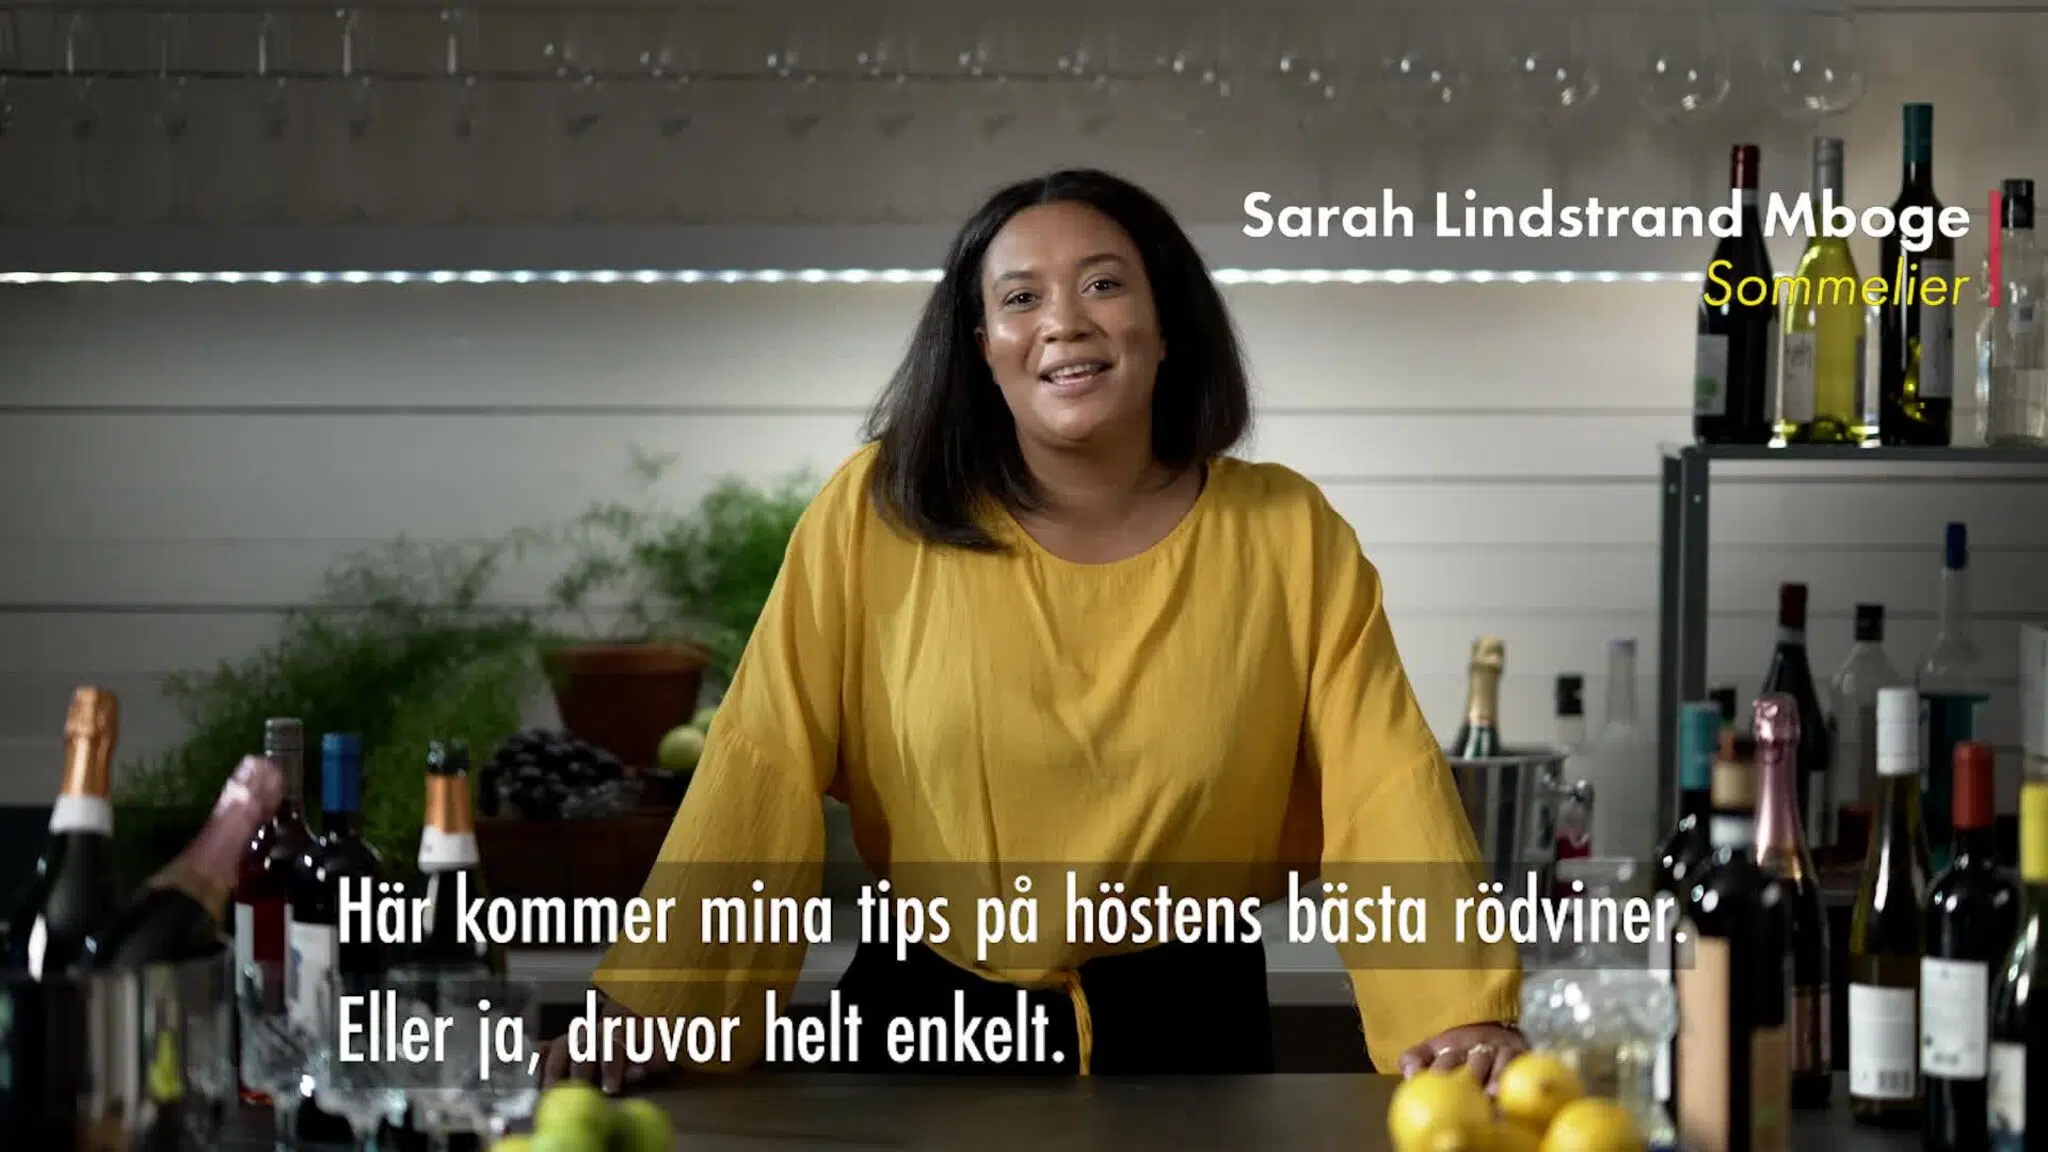 Sarah Lindstrand Mboge
Sommelier
Här kommer mina tips på höstens bästa rödviner.
Eller ja, druvor helt enkelt.